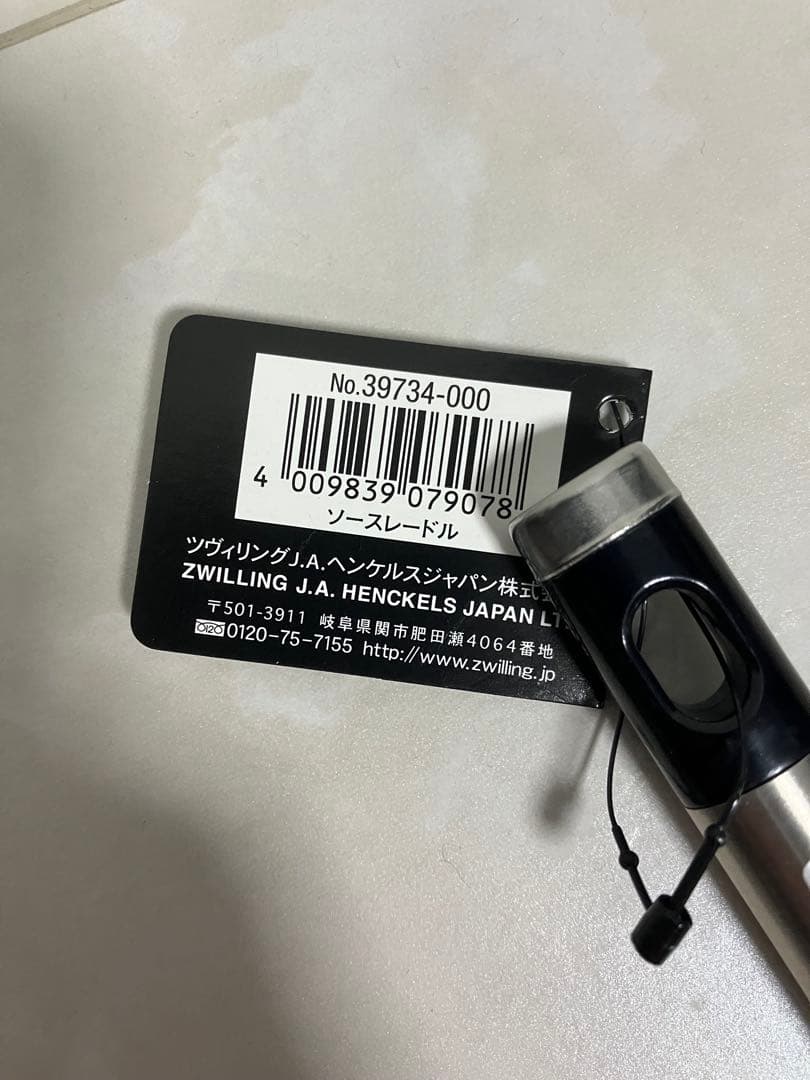 No.39734-000
4 009839 079078
ソースレードル
ツヴィリングJ.A.ヘンケルスジャパン株式
ZWILLING J.A. HENCKELS JAPAN
〒501-3911 岐阜県関市肥田瀬4064番地
0120-75-7155 http://www.zwilling.jp